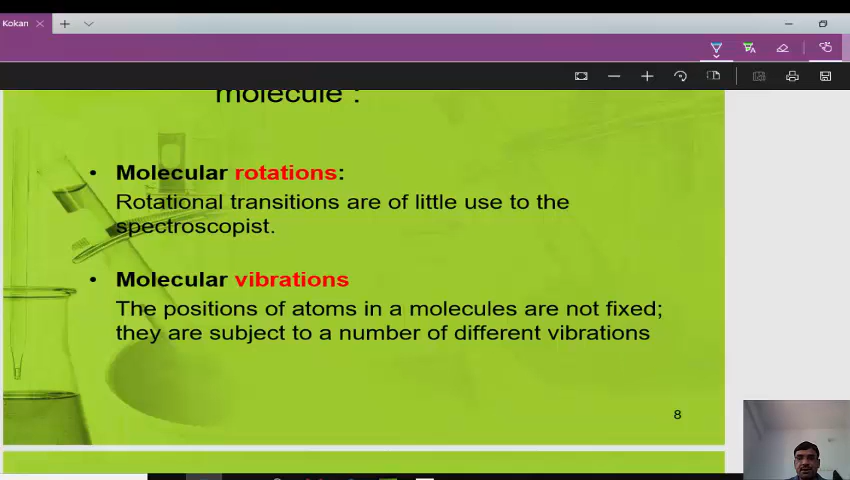 Kokan
molecule :
• Molecular rotations:
Rotational transitions are of little use to the
spectroscopist.
• Molecular vibrations
The positions of atoms in a molecules are not fixed;
they are subject to a number of different vibrations
8